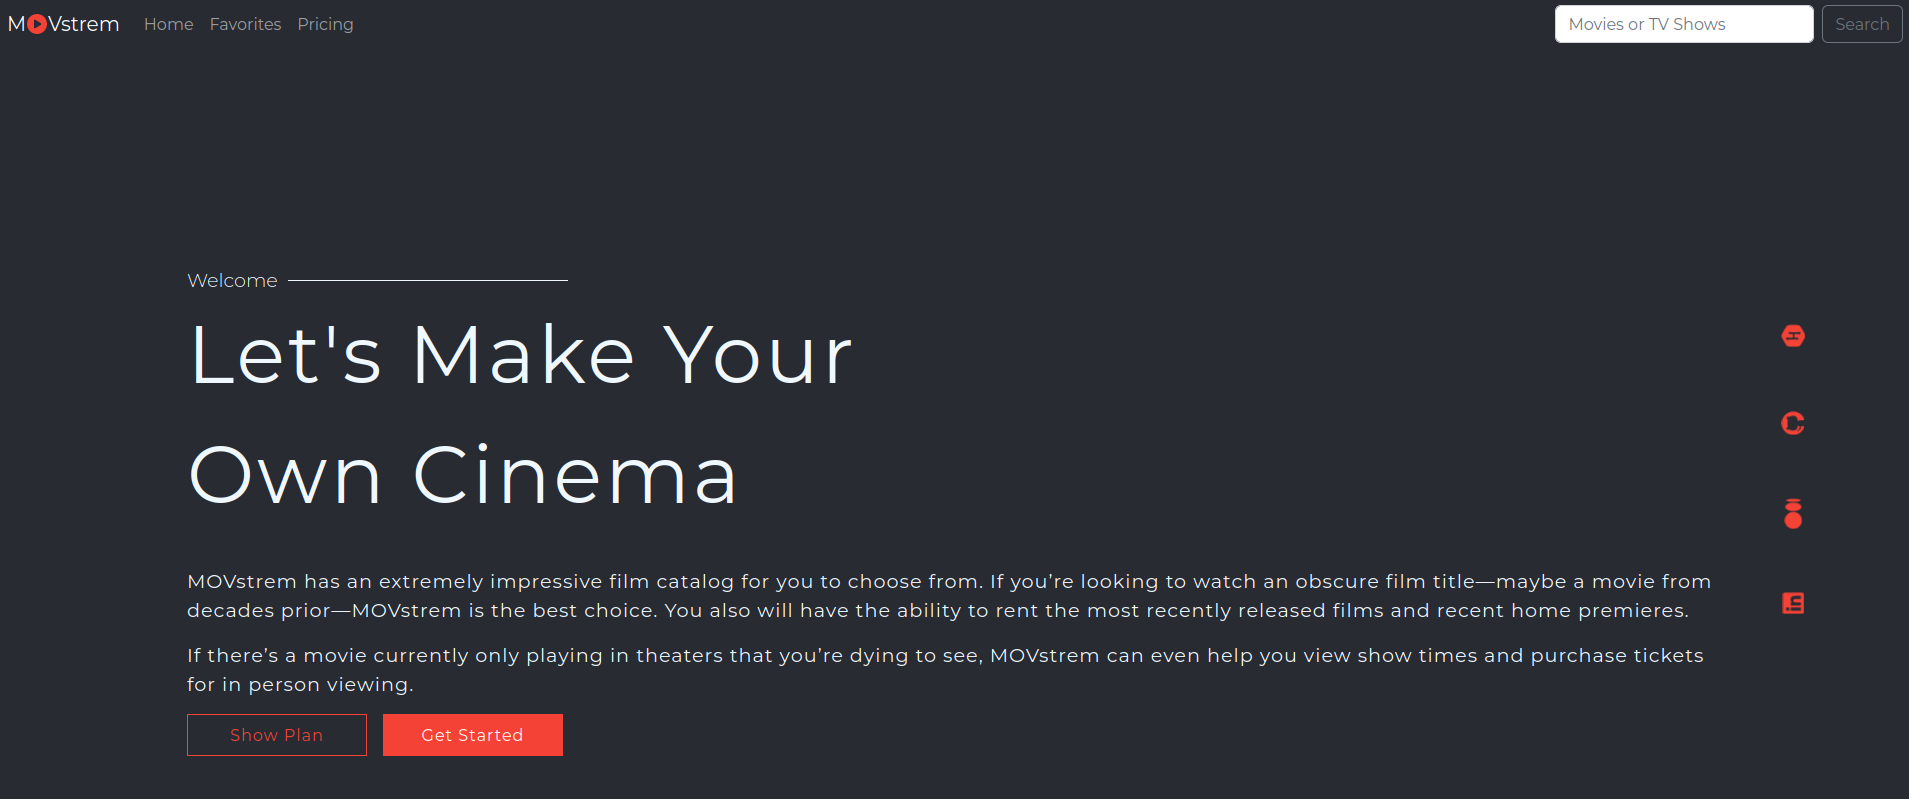 MOVstrem Home Favorites Pricing Movies or TV Shows Search
Welcome
Let's Make Your
Own Cinema
MOVstrem has an extremely impressive film catalog for you to choose from. If you’re looking to watch an obscure film title—maybe a movie from
decades prior—MOVstrem is the best choice. You also will have the ability to rent the most recently released films and recent home premieres.
If there’s a movie currently only playing in theaters that you’re dying to see, MOVstrem can even help you view show times and purchase tickets
for in person viewing.
Show Plan Get Started